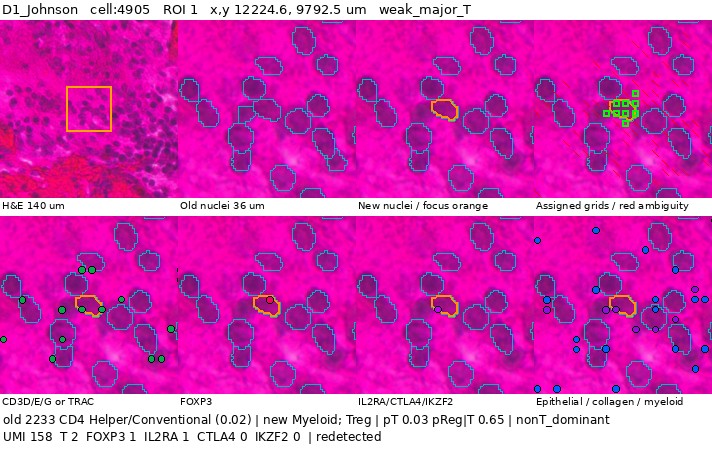 D1_Johnson   cell:4905   ROI 1   x,y 12224.6, 9792.5 um   weak_major_T
H&E 140 um
Old nuclei 36 um
New nuclei / focus orange
Assigned grids / red ambiguity
CD3D/E/G or TRAC
FOXP3
IL2RA/CTLA4/IKZF2
Epithelial / collagen / myeloid
old 2233 CD4 Helper/Conventional (0.02) | new Myeloid; Treg | pT 0.03 pReg|T 0.65 | nonT_dominant
UMI 158  T 2  FOXP3 1  IL2RA 1  CTLA4 0  IKZF2 0  | redetected